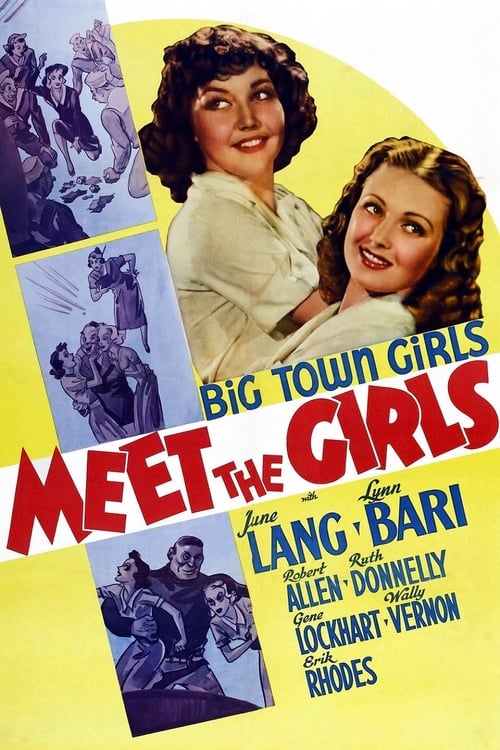 BIG TOWN GIRLS
MEET THE GIRLS
with
June LANG y Lynn BARI
Robert ALLEN y Ruth DONNELLY
Gene LOCKHART y Wally VERNON
Erik RHODES